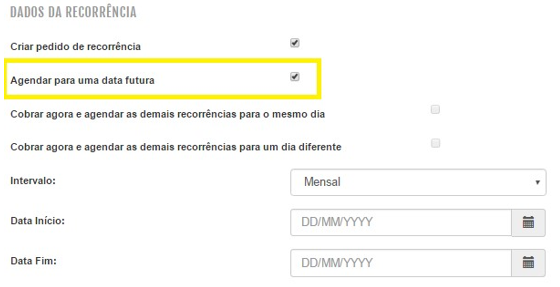 DADOS DA RECORRÊNCIA
Criar pedido de recorrência
Agendar para uma data futura
Cobrar agora e agendar as demais recorrências para o mesmo dia
Cobrar agora e agendar as demais recorrências para um dia diferente
Intervalo: Mensal
Data Início: DD/MM/YYYY
Data Fim: DD/MM/YYYY